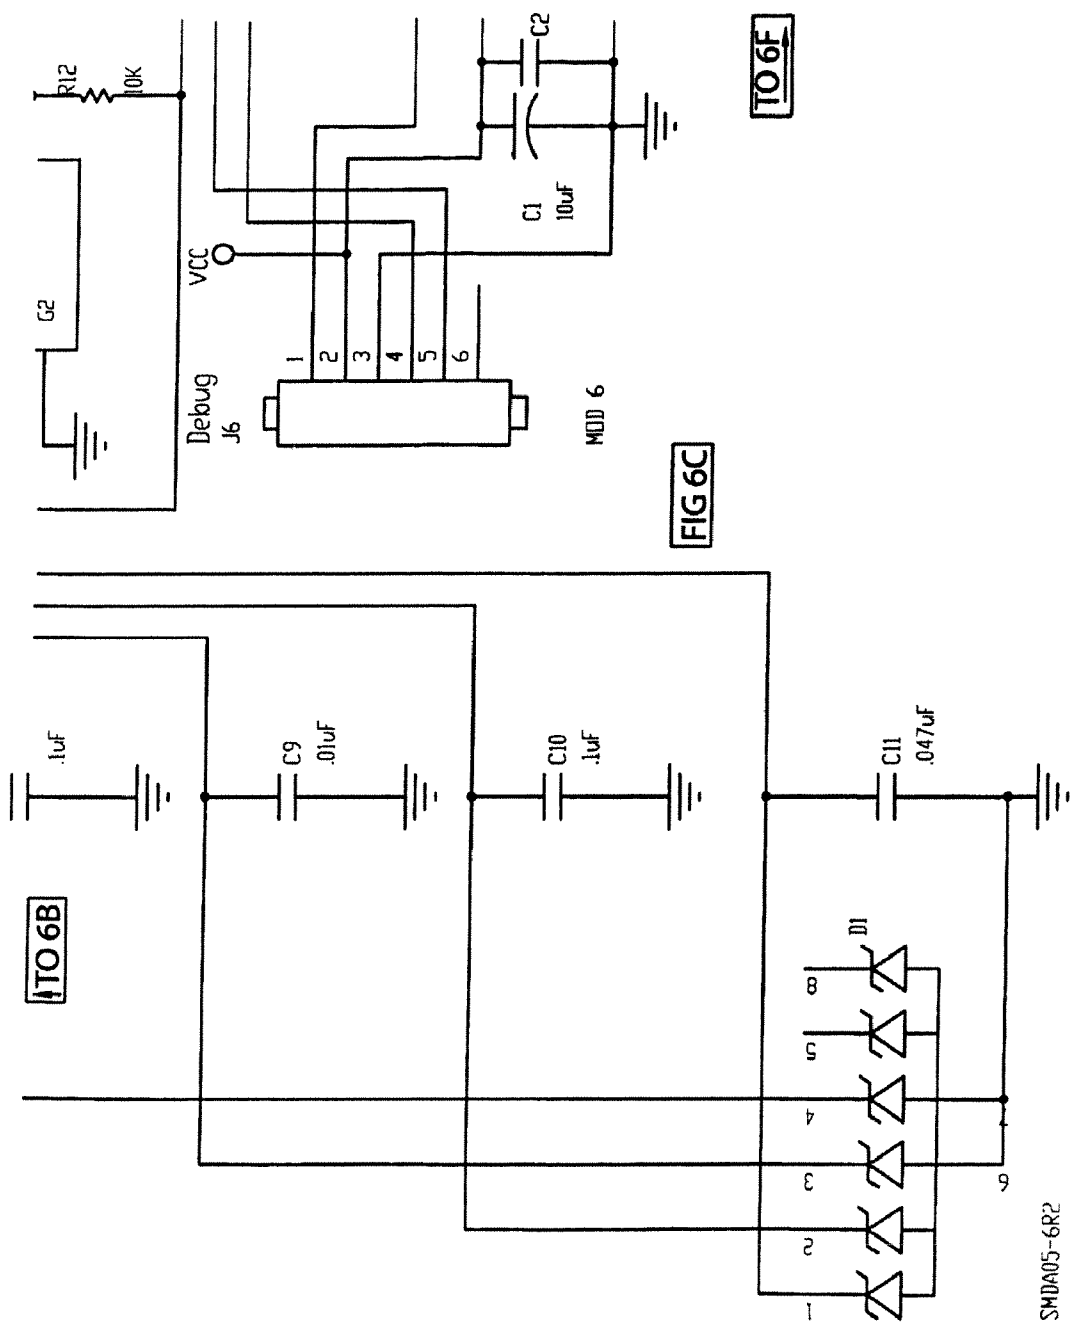 R12
10K
C2
TO 6F
C1
10uF
VCC
G2
1
2
3
4
5
6
Debug
J6
MOD 6
FIG 6C
.1uF
C9
.01uF
C10
.1uF
C11
.047uF
TO 6B
D1
8
5
4
3
2
1
7
6
SMDA05-6R2